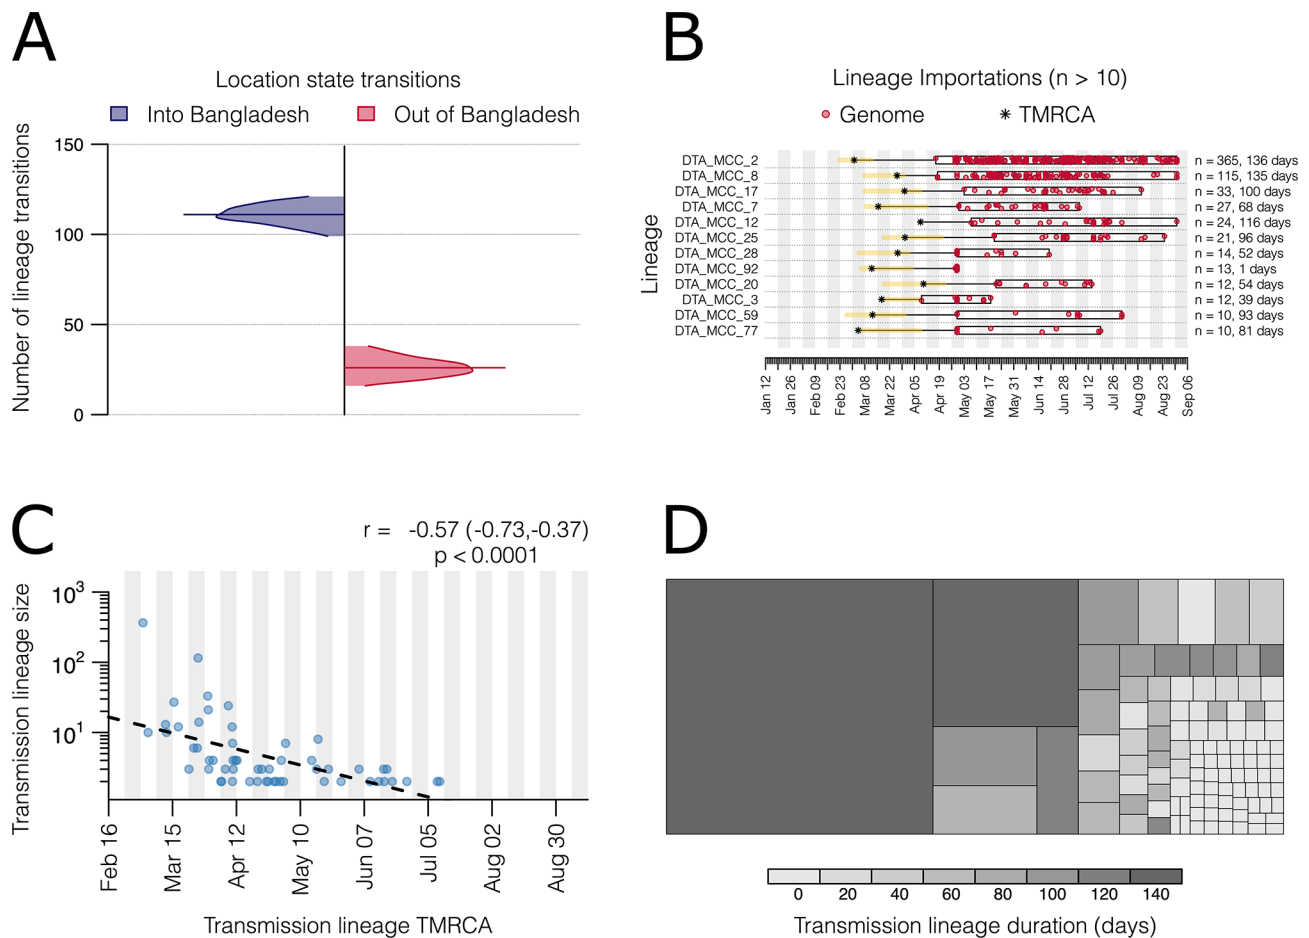 A
Location state transitions
Into Bangladesh
Out of Bangladesh
Number of lineage transitions
150
100
50
0
B
Lineage Importations (n > 10)
Genome
TMRCA
Lineage
DTA_MCC_2
n = 365, 136 days
DTA_MCC_8
n = 115, 135 days
DTA_MCC_17
n = 33, 100 days
DTA_MCC_7
n = 27, 68 days
DTA_MCC_12
n = 24, 116 days
DTA_MCC_25
n = 21, 96 days
DTA_MCC_28
n = 14, 52 days
DTA_MCC_92
n = 13, 1 days
DTA_MCC_20
n = 12, 54 days
DTA_MCC_3
n = 12, 39 days
DTA_MCC_59
n = 10, 93 days
DTA_MCC_77
n = 10, 81 days
Jan 12
Jan 26
Feb 09
Feb 23
Mar 08
Mar 22
Apr 05
Apr 19
May 03
May 17
May 31
Jun 14
Jun 28
Jul 12
Jul 26
Aug 09
Aug 23
Sep 06
C
r = -0.57 (-0.73,-0.37)
p < 0.0001
Transmission lineage size
10³
10²
10¹
Feb 16
Mar 15
Apr 12
May 10
Jun 07
Jul 05
Aug 02
Aug 30
Transmission lineage TMRCA
D
0
20
40
60
80
100
120
140
Transmission lineage duration (days)